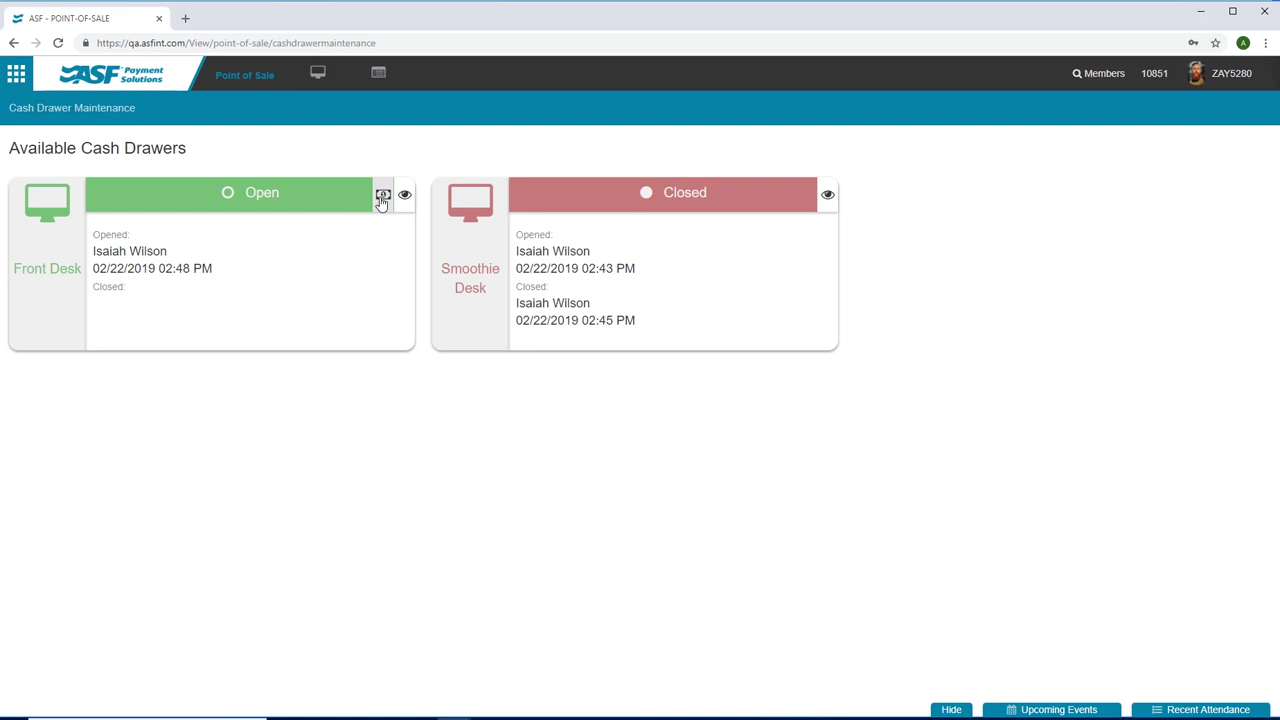 ASF - POINT-OF-SALE
https://qa.asfint.com/View/point-of-sale/cashdrawermaintenance
A
ASF Payment Solutions
Point of Sale
Members
10851
ZAY5280
Cash Drawer Maintenance
Available Cash Drawers
Open
Front Desk
Opened:
Isaiah Wilson
02/22/2019 02:48 PM
Closed:
Closed
Smoothie
Desk
Opened:
Isaiah Wilson
02/22/2019 02:43 PM
Closed:
Isaiah Wilson
02/22/2019 02:45 PM
Hide
Upcoming Events
Recent Attendance